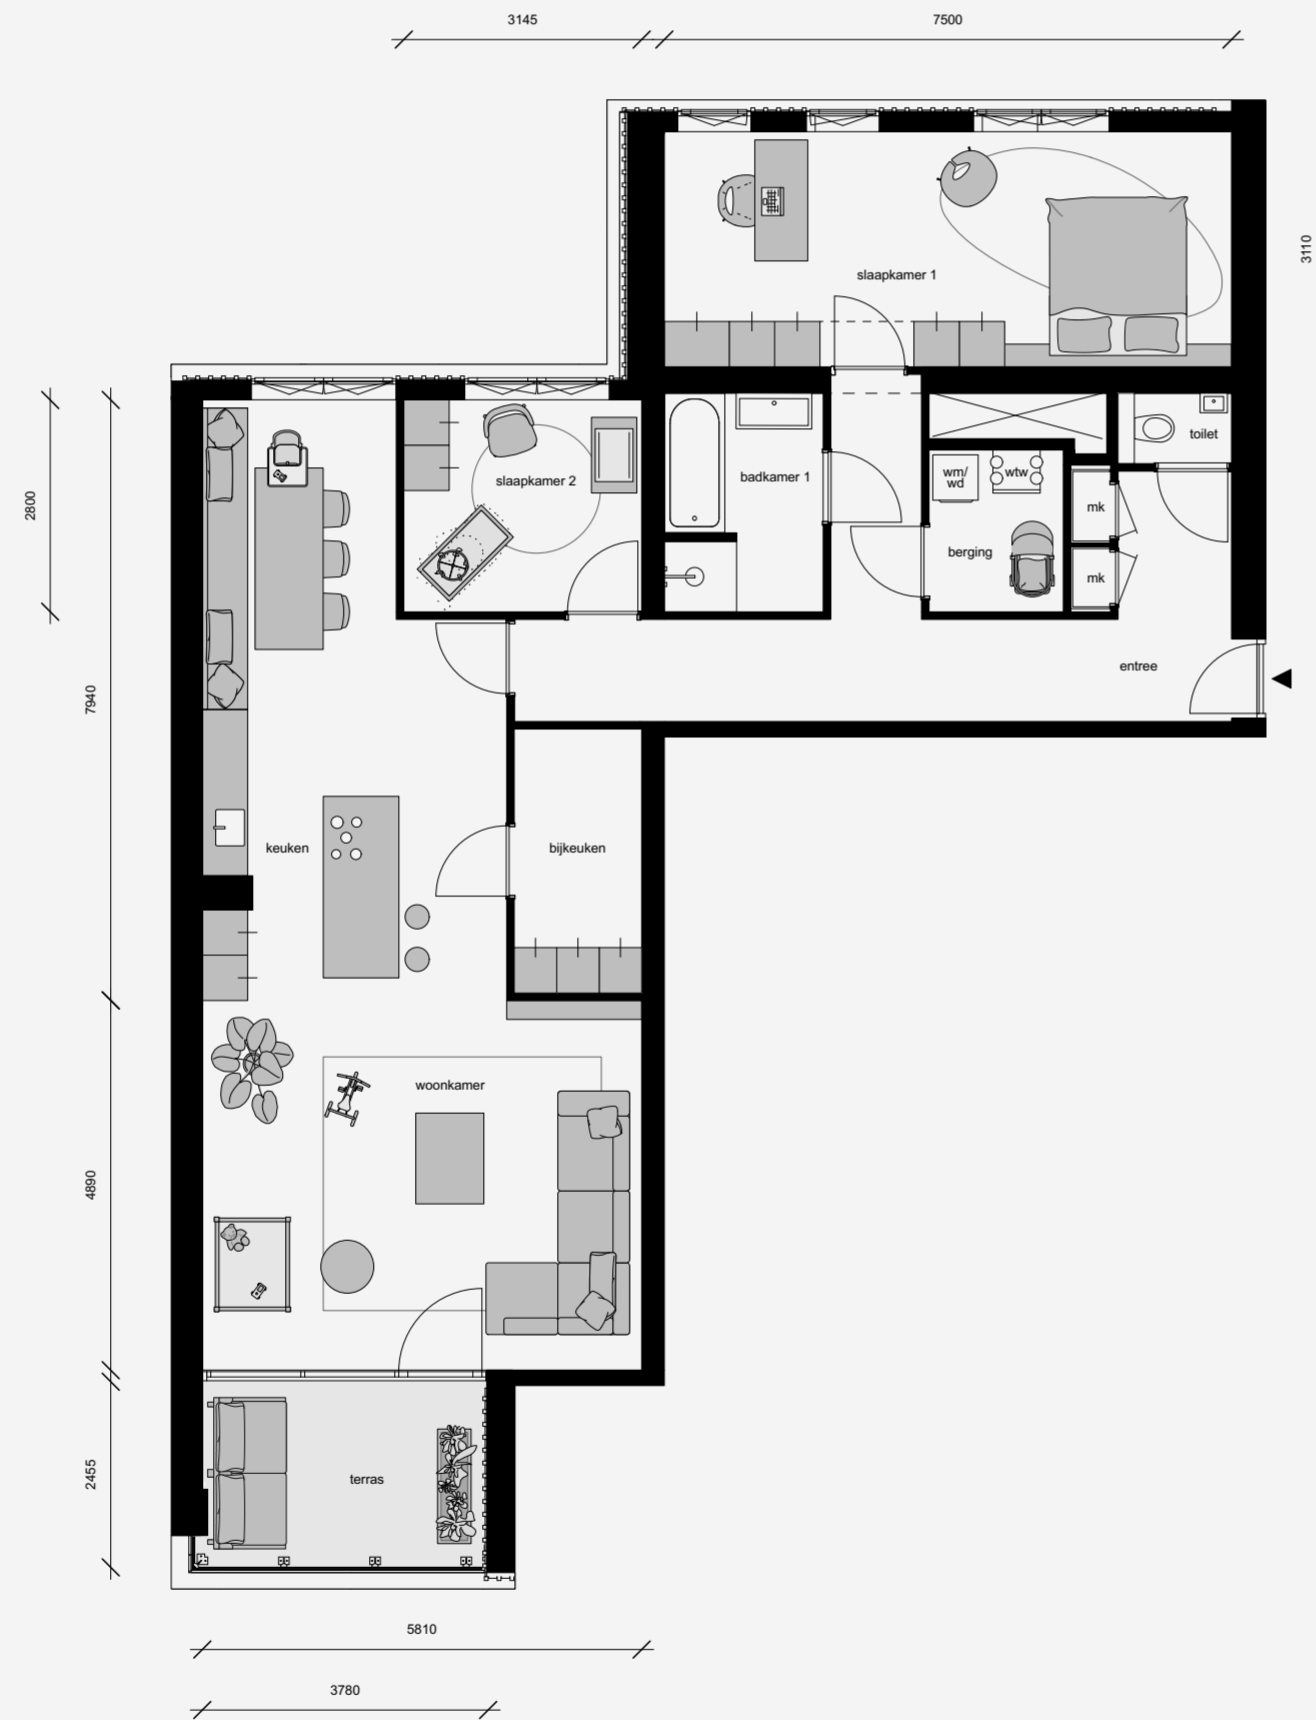 3145
7500
3110
slaapkamer 1
toilet
badkamer 1
slaapkamer 2
wm/
wd
wtw
mk
2800
berging
mk
entree
7940
keuken
bijkeuken
woonkamer
4890
2455
terras
5810
3780